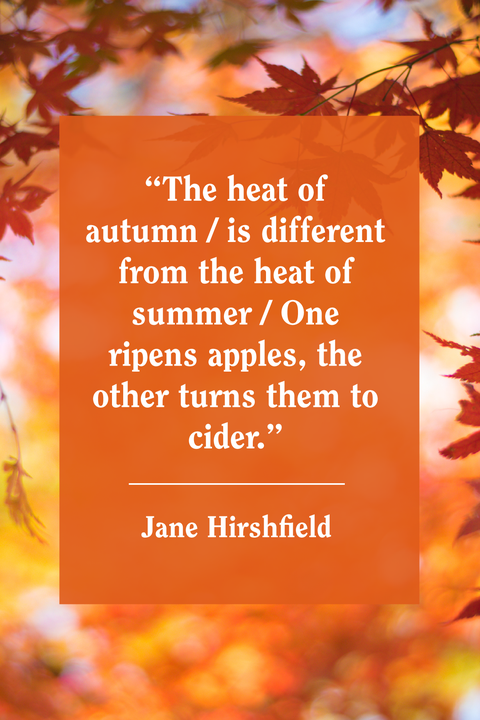 “The heat of
autumn / is different
from the heat of
summer / One
ripens apples, the
other turns them to
cider.”
Jane Hirshfield